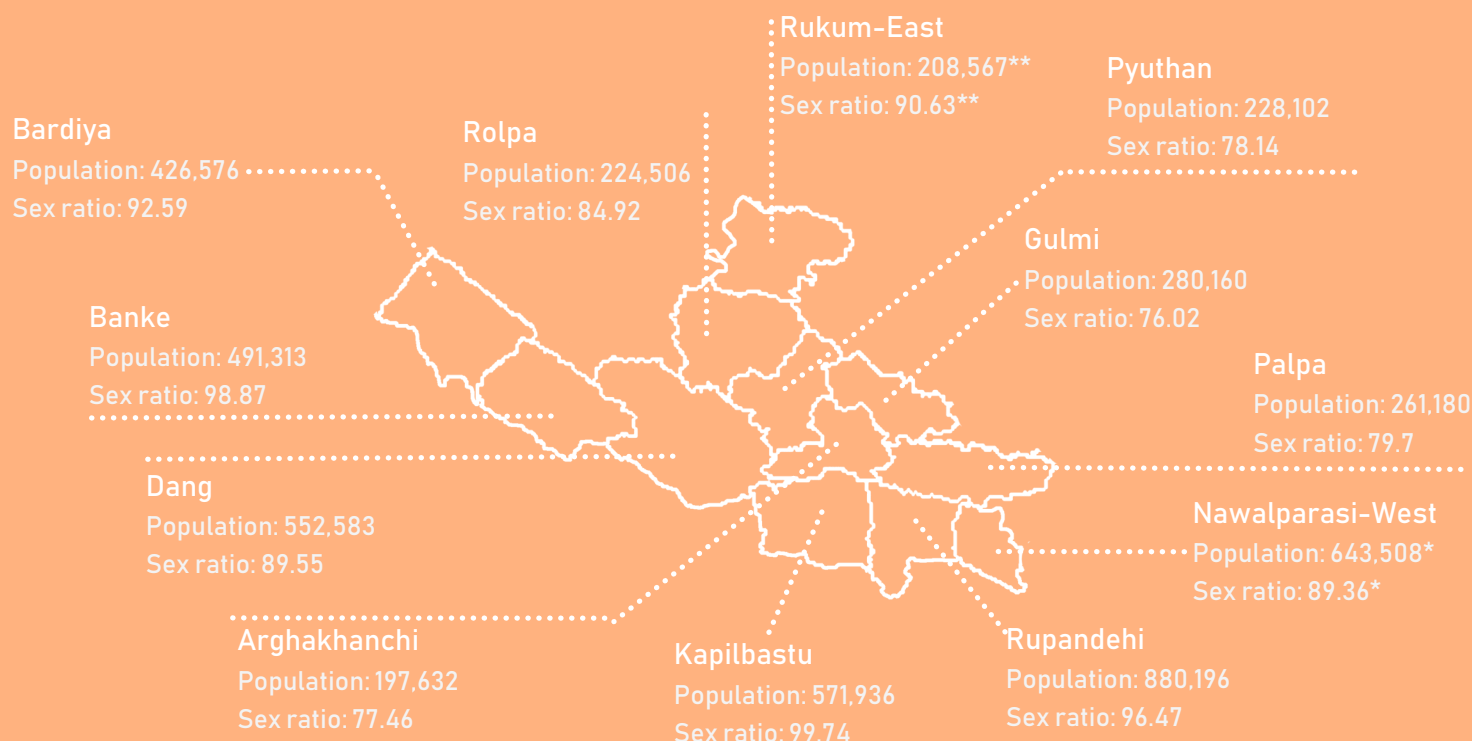 Rukum-East
Population: 208,567**
Sex ratio: 90.63**
Pyuthan
Population: 228,102
Sex ratio: 78.14
Bardiya
Population: 426,576
Sex ratio: 92.59
Rolpa
Population: 224,506
Sex ratio: 84.92
Gulmi
Population: 280,160
Sex ratio: 76.02
Banke
Population: 491,313
Sex ratio: 98.87
Palpa
Population: 261,180
Sex ratio: 79.7
Dang
Population: 552,583
Sex ratio: 89.55
Nawalparasi-West
Population: 643,508*
Sex ratio: 89.36*
Arghakhanchi
Population: 197,632
Sex ratio: 77.46
Kapilbastu
Population: 571,936
Sex ratio: 99.74
Rupandehi
Population: 880,196
Sex ratio: 96.47